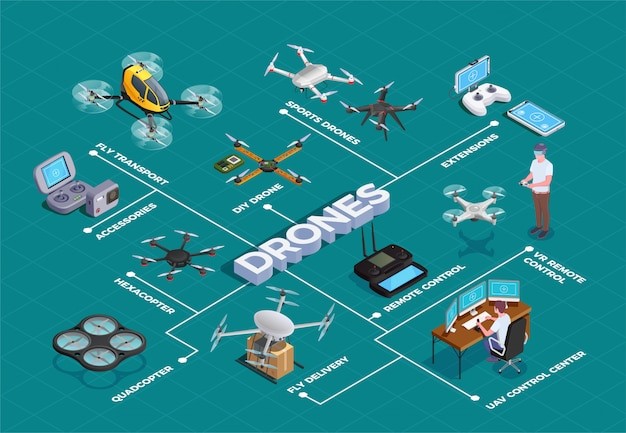 SPORTS DRONES
EXTENSIONS
FLY TRANSPORT
DIY DRONE
ACCESSORIES
DRONES
VR REMOTE
CONTROL
HEXACOPTER
REMOTE CONTROL
QUADCOPTER
FLY DELIVERY
UAV CONTROL CENTER